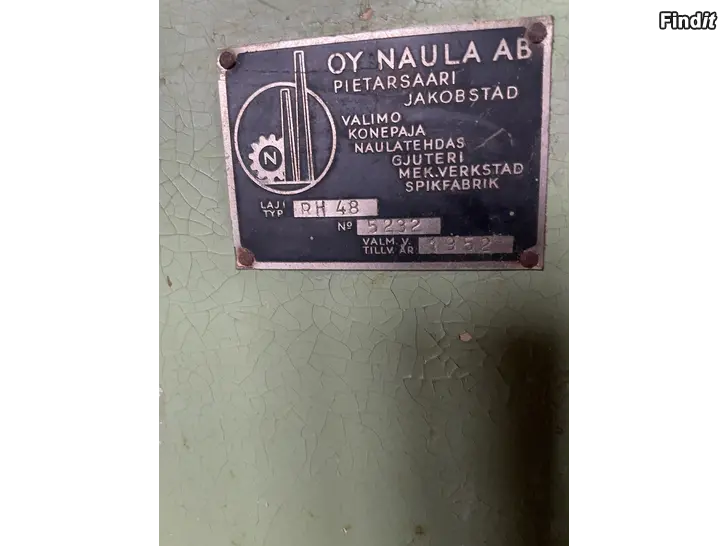 Findit
OY NAULA AB
PIETARSAARI
JAKOBSTAD
VALIMO
KONEPAJA
NAULATEHDAS
GJUTERI
MEK.VERKSTAD
SPIKFABRIK
N
LAJI
TYP RH 48
No 5232
VALM. V.
TILLV. ÅR 1952